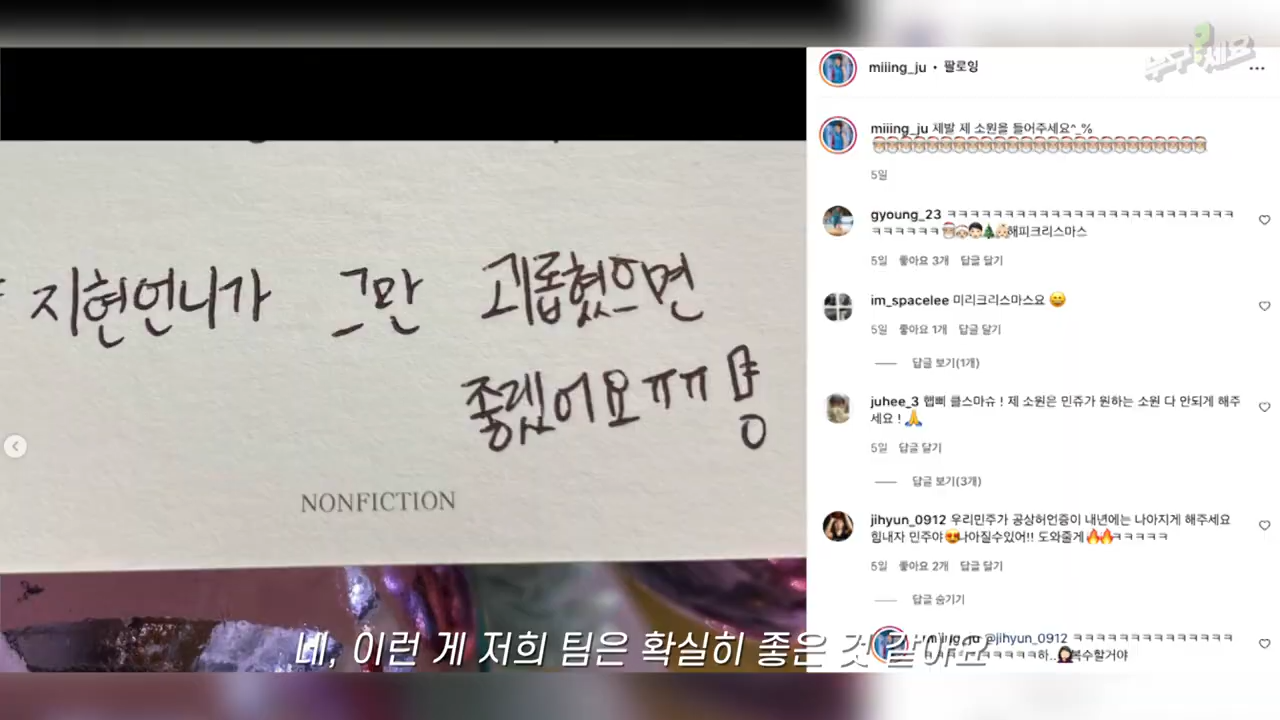 누구세요
miiing_ju • 팔로잉
miiing_ju 제발 제 소원을 들어주세요^_%
5일
gyoung_23 ㅋㅋㅋㅋㅋㅋㅋㅋㅋㅋㅋㅋㅋㅋㅋㅋㅋㅋㅋㅋㅋㅋㅋㅋㅋ
ㅋㅋㅋㅋㅋㅋ🎅🏻🤶🏻🧑🏻🎄👶🏻해피크리스마스
5일 좋아요 3개 답글 달기
im_spacelee 미리크리스마스요 😄
5일 좋아요 1개 답글 달기
답글 보기(1개)
juhee_3 햅삐 클스마슈 ! 제 소원은 민쥬가 원하는 소원 다 안되게 해주
세요 ! 🙏
5일 답글 달기
답글 보기(3개)
jihyun_0912 우리민주가 공상허언증이 내년에는 나아지게 해주세요
힘내자 민주야😍나아질수있어!! 도와줄게🔥🔥ㅋㅋㅋㅋㅋ
5일 좋아요 2개 답글 달기
답글 숨기기
miiing_ju @jihyun_0912 ㅋㅋㅋㅋㅋㅋㅋㅋㅋㅋㅋㅋㅋㅋ
하..복수할거야
지현언니가 그만 괴롭혔으면
좋겠어요ㅠㅠ
NONFICTION
네, 이런 게 저희 팀은 확실히 좋은 것 같아요